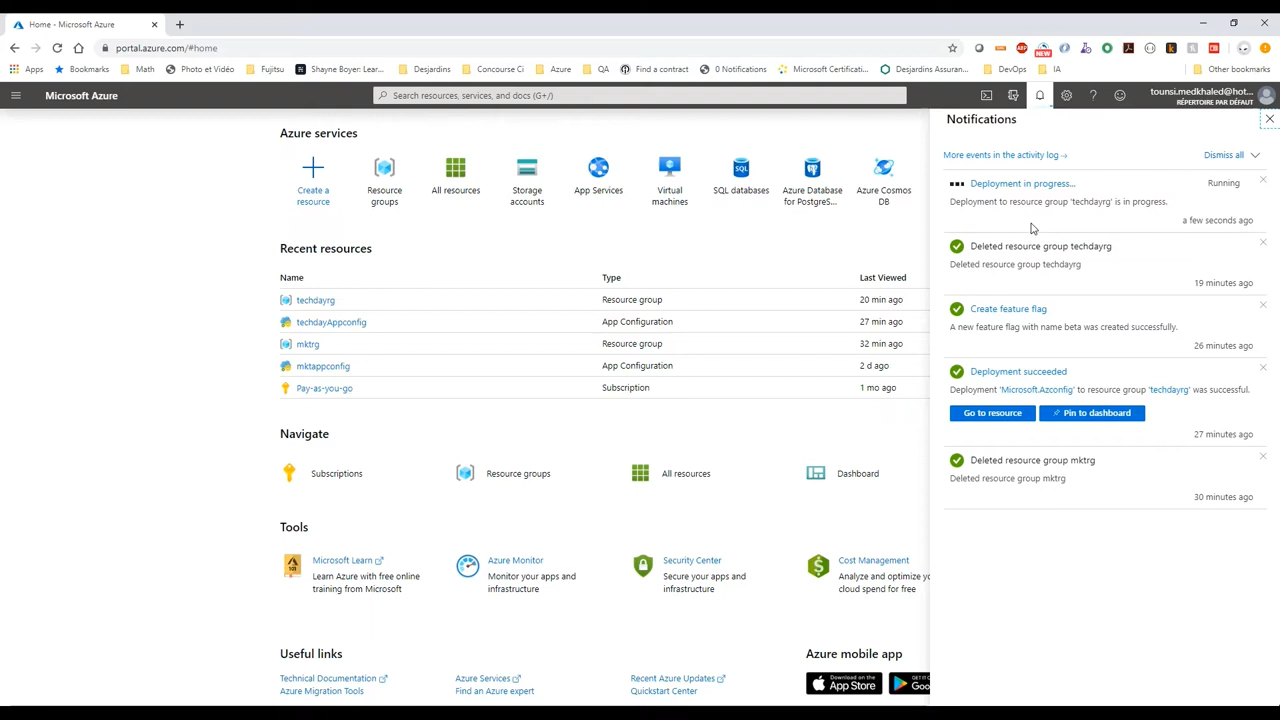 Home - Microsoft Azure
portal.azure.com/#home
ABP
NEW
Apps
Bookmarks
Math
Photo et Vidéo
Fujitsu
Shayne Boyer: Lear...
Desjardins
Concourse Ci
Azure
QA
Find a contract
0 Notifications
Microsoft Certificati...
Desjardins Assuran...
DevOps
IA
Other bookmarks
Microsoft Azure
Search resources, services, and docs (G+/)
tounsi.medkhaled@hot...
RÉPERTOIRE PAR DÉFAUT
Azure services
Create a
resource
Resource
groups
All resources
Storage
accounts
App Services
Virtual
machines
SQL
SQL databases
Azure Database
for PostgreS...
Azure Cosmos
DB
Recent resources
Name
Type
Last Viewed
techdayrg
Resource group
20 min ago
techdayAppconfig
App Configuration
27 min ago
mktrg
Resource group
32 min ago
mktappconfig
App Configuration
2 d ago
Pay-as-you-go
Subscription
1 mo ago
Navigate
Subscriptions
Resource groups
All resources
Dashboard
Tools
Microsoft Learn
Learn Azure with free online
training from Microsoft
Azure Monitor
Monitor your apps and
infrastructure
Security Center
Secure your apps and
infrastructure
Cost Management
Analyze and optimize yo
cloud spend for free
Useful links
Technical Documentation
Azure Migration Tools
Azure Services
Find an Azure expert
Recent Azure Updates
Quickstart Center
Azure mobile app
Download on the
App Store
GET IT
Goo
Notifications
More events in the activity log →
Dismiss all
Deployment in progress...
Running
Deployment to resource group 'techdayrg' is in progress.
a few seconds ago
Deleted resource group techdayrg
Deleted resource group techdayrg
19 minutes ago
Create feature flag
A new feature flag with name beta was created successfully.
26 minutes ago
Deployment succeeded
Deployment 'Microsoft.Azconfig' to resource group 'techdayrg' was successful.
Go to resource
Pin to dashboard
27 minutes ago
Deleted resource group mktrg
Deleted resource group mktrg
30 minutes ago